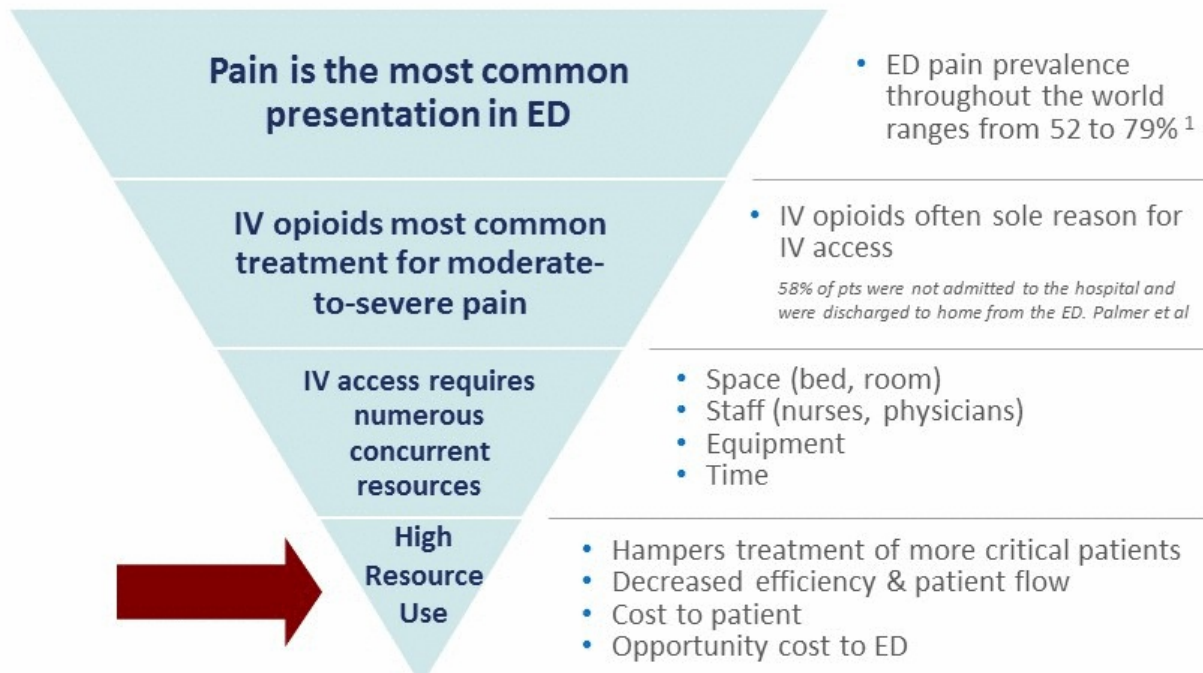 Pain is the most common
presentation in ED
• ED pain prevalence
throughout the world
ranges from 52 to 79% 1
IV opioids most common
treatment for moderate-
to-severe pain
• IV opioids often sole reason for
IV access
58% of pts were not admitted to the hospital and
were discharged to home from the ED. Palmer et al
IV access requires
numerous
concurrent
resources
• Space (bed, room)
• Staff (nurses, physicians)
• Equipment
• Time
High
Resource
Use
• Hampers treatment of more critical patients
• Decreased efficiency & patient flow
• Cost to patient
• Opportunity cost to ED